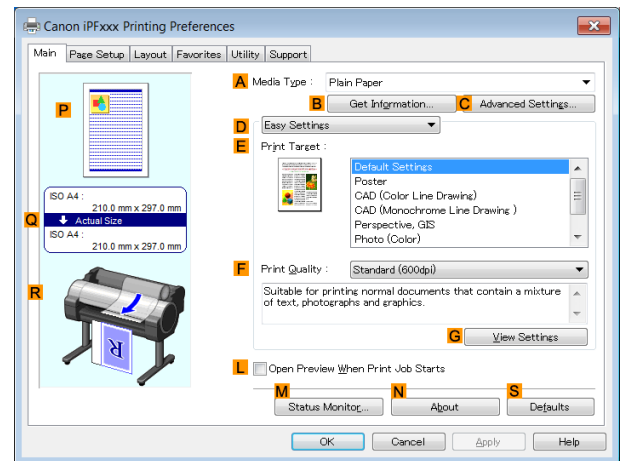 Canon iPFxxx Printing Preferences
Main Page Setup Layout Favorites Utility Support
A Media Type : Plain Paper
B Get Information... C Advanced Settings...
D Easy Settings
E Print Target :
Default Settings
Poster
CAD (Color Line Drawing)
CAD (Monochrome Line Drawing )
Perspective, GIS
Photo (Color)
P
ISO A4 :
210.0 mm x 297.0 mm
Q Actual Size
ISO A4 :
210.0 mm x 297.0 mm
R
R
F Print Quality : Standard (600dpi)
Suitable for printing normal documents that contain a mixture
of text, photographs and graphics.
G View Settings
L Open Preview When Print Job Starts
M N S
Status Monitor... About Defaults
OK Cancel Apply Help